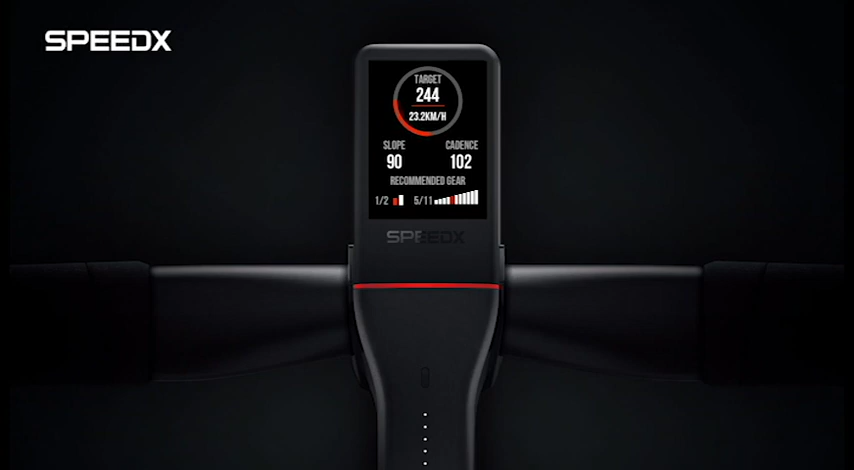 SPEEDX
TARGET
244
23.2KM/H
SLOPE CADENCE
90 102
RECOMMENDED GEAR
1/2 5/11
SPEEDX